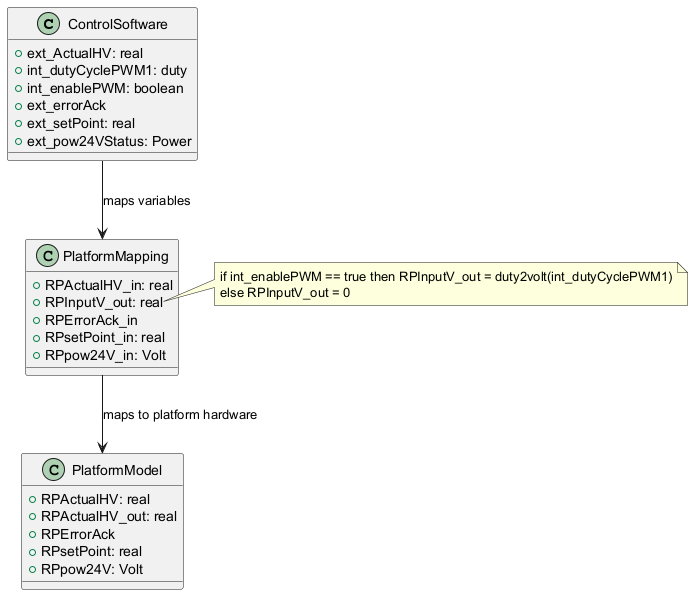 C ControlSoftware
ext_ActualHV: real
int_dutyCyclePWM1: duty
int_enablePWM: boolean
ext_errorAck
ext_setPoint: real
ext_pow24VStatus: Power
maps variables
C PlatformMapping
RPActualHV_in: real
RPInputV_out: real
RPErrorAck_in
RPsetPoint_in: real
RPpow24V_in: Volt
if int_enablePWM == true then RPInputV_out = duty2volt(int_dutyCyclePWM1)
else RPInputV_out = 0
maps to platform hardware
C PlatformModel
RPActualHV: real
RPActualHV_out: real
RPErrorAck
RPsetPoint: real
RPpow24V: Volt